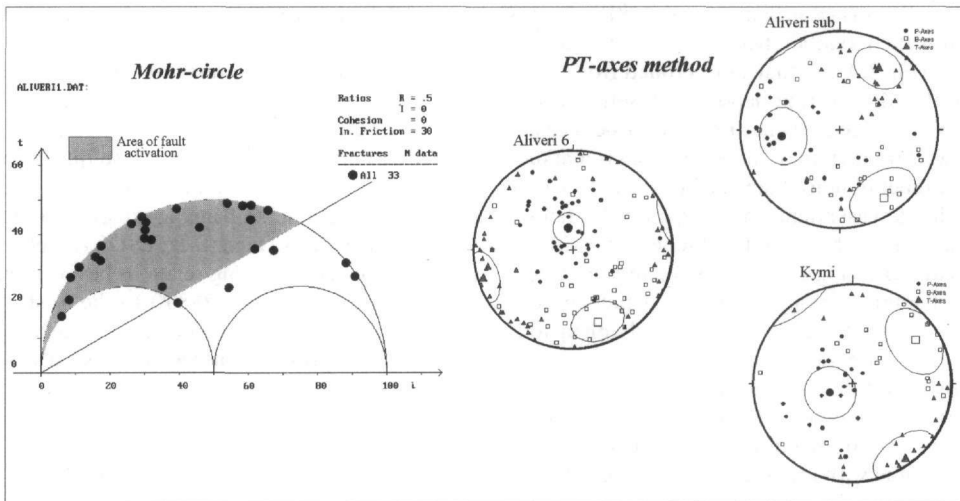 Mohr-circle
PT-axes method
ALIVERI1.DAT:
Area of fault
activation
Ratios R = .5
I = 0
Cohesion = 0
In. Friction = 30
Fractures N data
All 33
t
60
40
20
0
0 20 40 60 80 100 i
Aliveri 6
Aliveri sub
P-Axes
B-Axes
T-Axes
Kymi
P-Axes
B-Axes
T-Axes